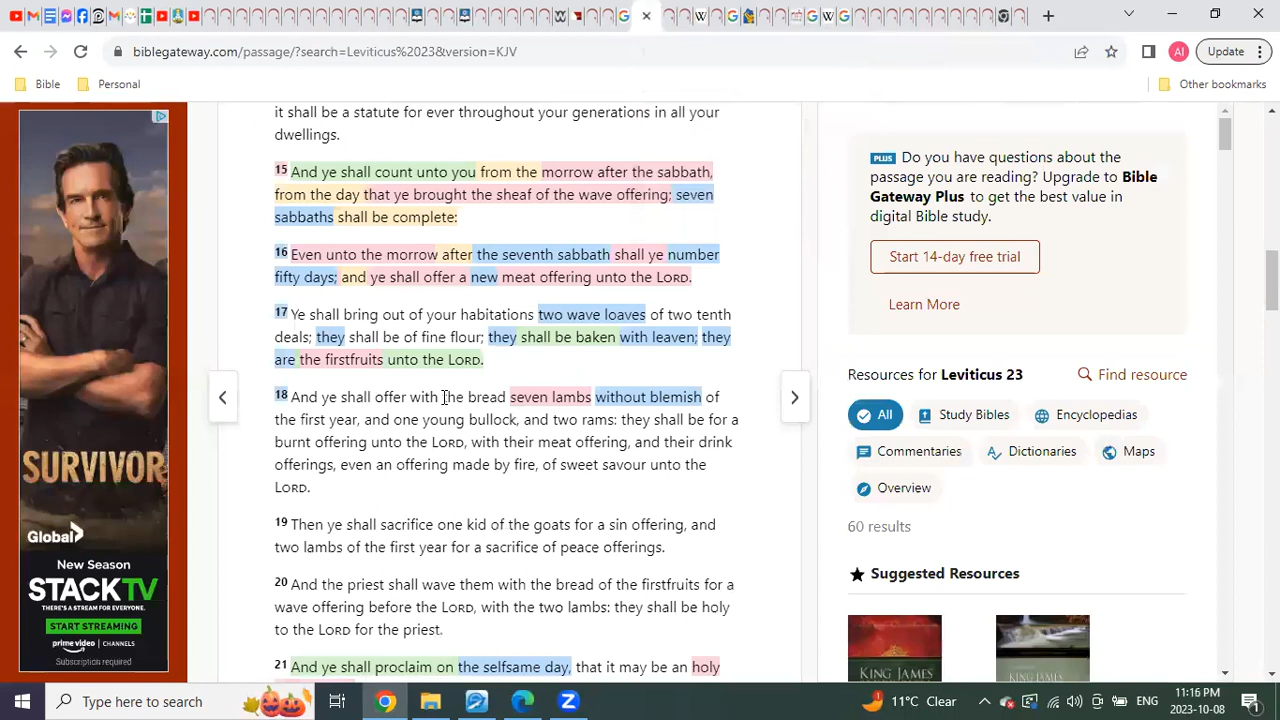 biblegateway.com/passage/?search=Leviticus%2023&version=KJV
AI
Update
Bible
Personal
Other bookmarks
it shall be a statute for ever throughout your generations in all your
dwellings.
15 And ye shall count unto you from the morrow after the sabbath,
from the day that ye brought the sheaf of the wave offering; seven
sabbaths shall be complete:
16 Even unto the morrow after the seventh sabbath shall ye number
fifty days; and ye shall offer a new meat offering unto the LORD.
17 Ye shall bring out of your habitations two wave loaves of two tenth
deals; they shall be of fine flour; they shall be baken with leaven; they
are the firstfruits unto the LORD.
18 And ye shall offer with the bread seven lambs without blemish of
the first year, and one young bullock, and two rams: they shall be for a
burnt offering unto the LORD, with their meat offering, and their drink
offerings, even an offering made by fire, of sweet savour unto the
LORD.
19 Then ye shall sacrifice one kid of the goats for a sin offering, and
two lambs of the first year for a sacrifice of peace offerings.
20 And the priest shall wave them with the bread of the firstfruits for a
wave offering before the LORD, with the two lambs: they shall be holy
to the LORD for the priest.
21 And ye shall proclaim on the selfsame day, that it may be an holy
SURVIVOR
Global
New Season
STACKTV
THERE'S A STREAM FOR EVERYONE.
START STREAMING
prime video | CHANNELS
Subscription required
PLUS Do you have questions about the
passage you are reading? Upgrade to Bible
Gateway Plus to get the best value in
digital Bible study.
Start 14-day free trial
Learn More
Resources for Leviticus 23
Find resource
All
Study Bibles
Encyclopedias
Commentaries
Dictionaries
Maps
Overview
60 results
Suggested Resources
KING JAMES
KING JAMES
Type here to search
11°C Clear
ENG
11:16 PM
2023-10-08
1